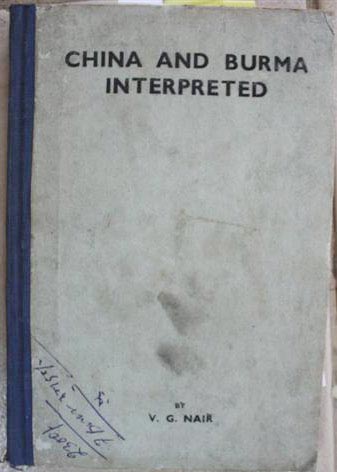 CHINA AND BURMA
INTERPRETED
BY
V. G. NAIR